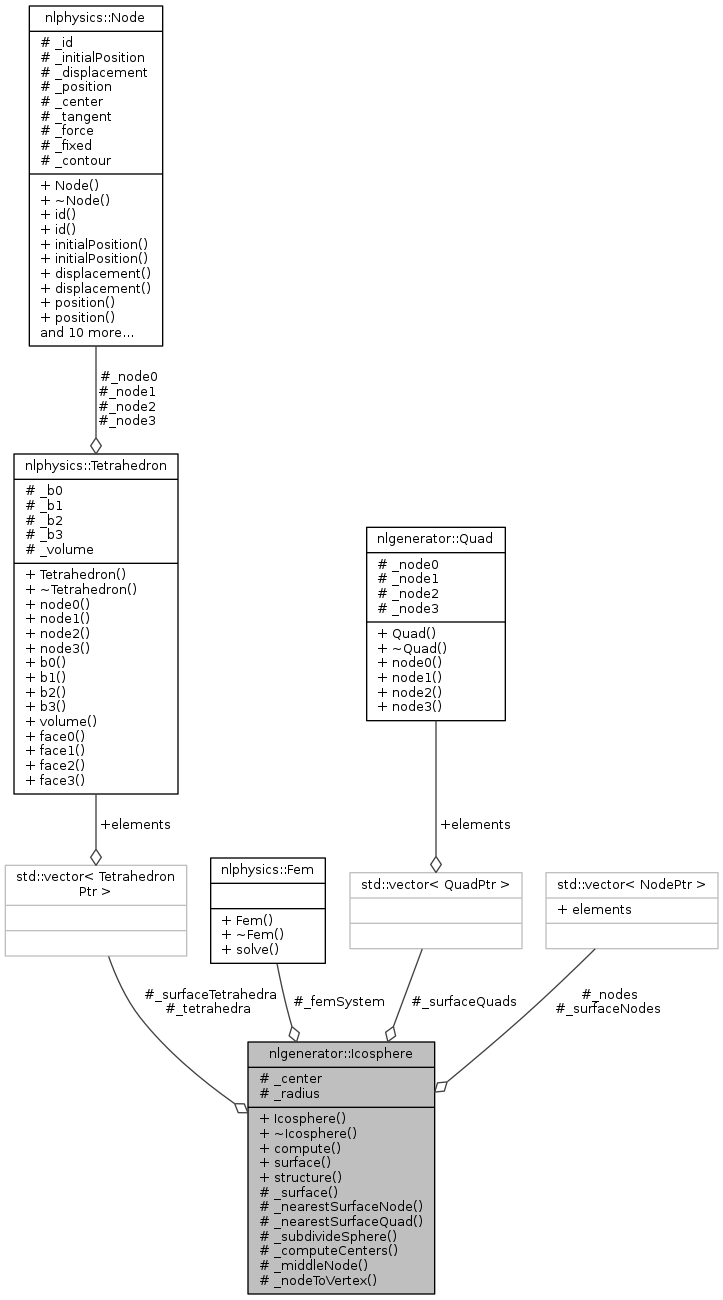 nlphysics::Node
# _id
# _initialPosition
# _displacement
# _position
# _center
# _tangent
# _force
# _fixed
# _contour
+ Node()
+ ~Node()
+ id()
+ id()
+ initialPosition()
+ initialPosition()
+ displacement()
+ displacement()
+ position()
+ position()
and 10 more...
#_node0
#_node1
#_node2
#_node3
nlphysics::Tetrahedron
# _b0
# _b1
# _b2
# _b3
# _volume
+ Tetrahedron()
+ ~Tetrahedron()
+ node0()
+ node1()
+ node2()
+ node3()
+ b0()
+ b1()
+ b2()
+ b3()
+ volume()
+ face0()
+ face1()
+ face2()
+ face3()
nlgenerator::Quad
# _node0
# _node1
# _node2
# _node3
+ Quad()
+ ~Quad()
+ node0()
+ node1()
+ node2()
+ node3()
+elements
+elements
std::vector< Tetrahedron
Ptr >
nlphysics::Fem
+ Fem()
+ ~Fem()
+ solve()
std::vector< QuadPtr >
std::vector< NodePtr >
+ elements
#_surfaceTetrahedra
#_tetrahedra
#_femSystem
#_surfaceQuads
#_nodes
#_surfaceNodes
nlgenerator::Icosphere
# _center
# _radius
+ Icosphere()
+ ~Icosphere()
+ compute()
+ surface()
+ structure()
# _surface()
# _nearestSurfaceNode()
# _nearestSurfaceQuad()
# _subdivideSphere()
# _computeCenters()
# _middleNode()
# _nodeToVertex()